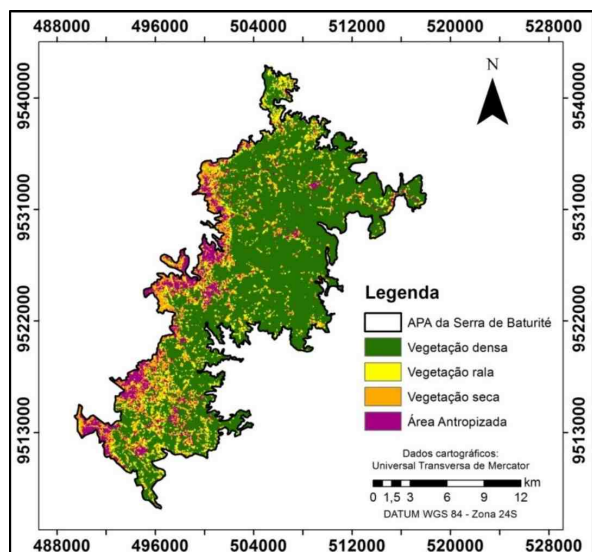 488000 496000 504000 512000 520000 528000
N
9540000 9540000
9531000 9531000
9522000 9522000
9513000 9513000
Legenda
APA da Serra de Baturité
Vegetação densa
Vegetação rala
Vegetação seca
Área Antropizada
Dados cartográficos:
Universal Transversa de Mercator
km
0 1,5 3 6 9 12
DATUM WGS 84 - Zona 24S
488000 496000 504000 512000 520000 528000